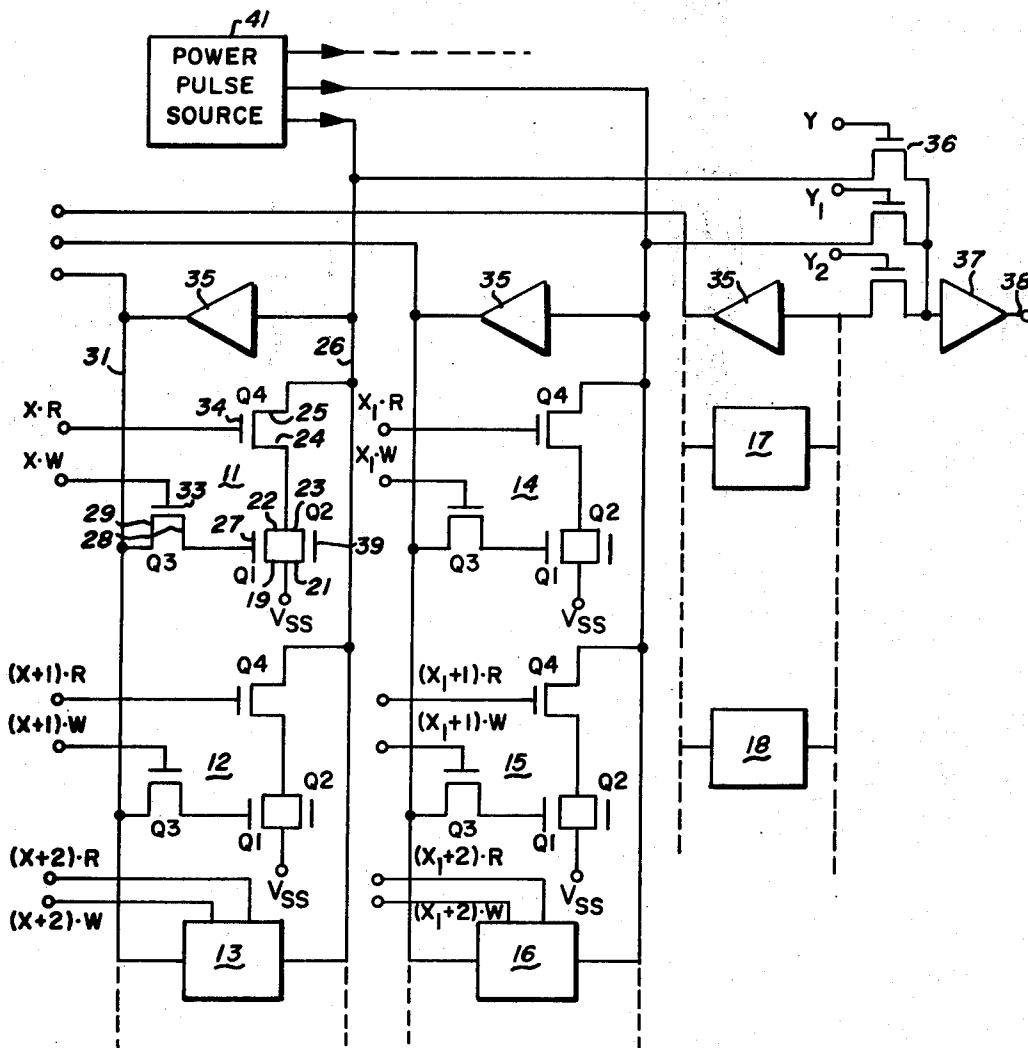 41
POWER
PULSE
SOURCE
Y
36
Y1
Y2
35
35
35
37
38
31
26
X·R
34
Q4
25
24
X1·R
Q4
17
X·W
11
33
22
23
Q2
X1·W
14
Q2
29
28
27
39
Q3
Q1
19
21
VSS
Q3
Q1
VSS
(X+1)·R
Q4
(X1+1)·R
Q4
(X+1)·W
12
Q2
(X1+1)·W
15
Q2
18
Q3
Q1
VSS
Q3
Q1
VSS
(X+2)·R
(X1+2)·R
(X+2)·W
(X1+2)·W
13
16